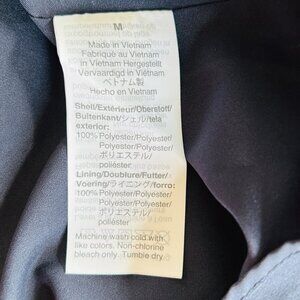 M
Made in Vietnam
Fabriqué au Vietnam
in Vietnam Hergestellt
Vervaardigd in Vietnam
ベトナム製
Hecho en Vietnam
Shell/Extérieur/Oberstoff/
Buitenkant/シェル/tela
exterior:
100% Polyester/Polyester/
Polyester/Polyester/
ポリエステル/
poliéster
Lining/Doublure/Futter/
Voering/ライニング/forro:
100% Polyester/Polyester/
Polyester/Polyester/
ポリエステル/
poliéster
Machine wash cold with
like colors. Non-chlorine
bleach only. Tumble dry